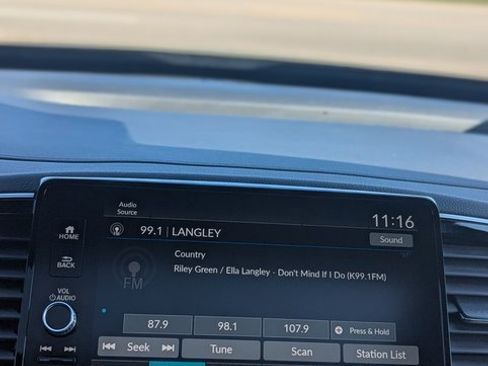 Audio
Source
11:16
HOME
99.1 | LANGLEY
Sound
BACK
Country
Riley Green / Ella Langley - Don't Mind If I Do (K99.1FM)
FM
VOL
AUDIO
87.9 98.1 107.9 Press & Hold
Seek Tune Scan Station List